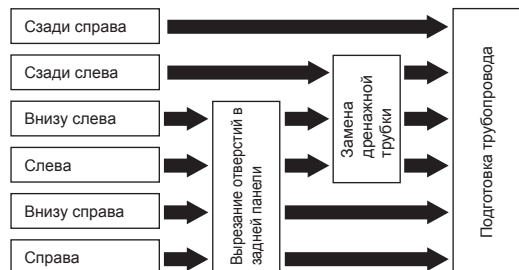 Сзади справа
Сзади слева
Внизу слева
Слева
Внизу справа
Справа
Вырезание отверстий в
задней панели
Замена
дренажной
трубки
Подготовка трубопровода